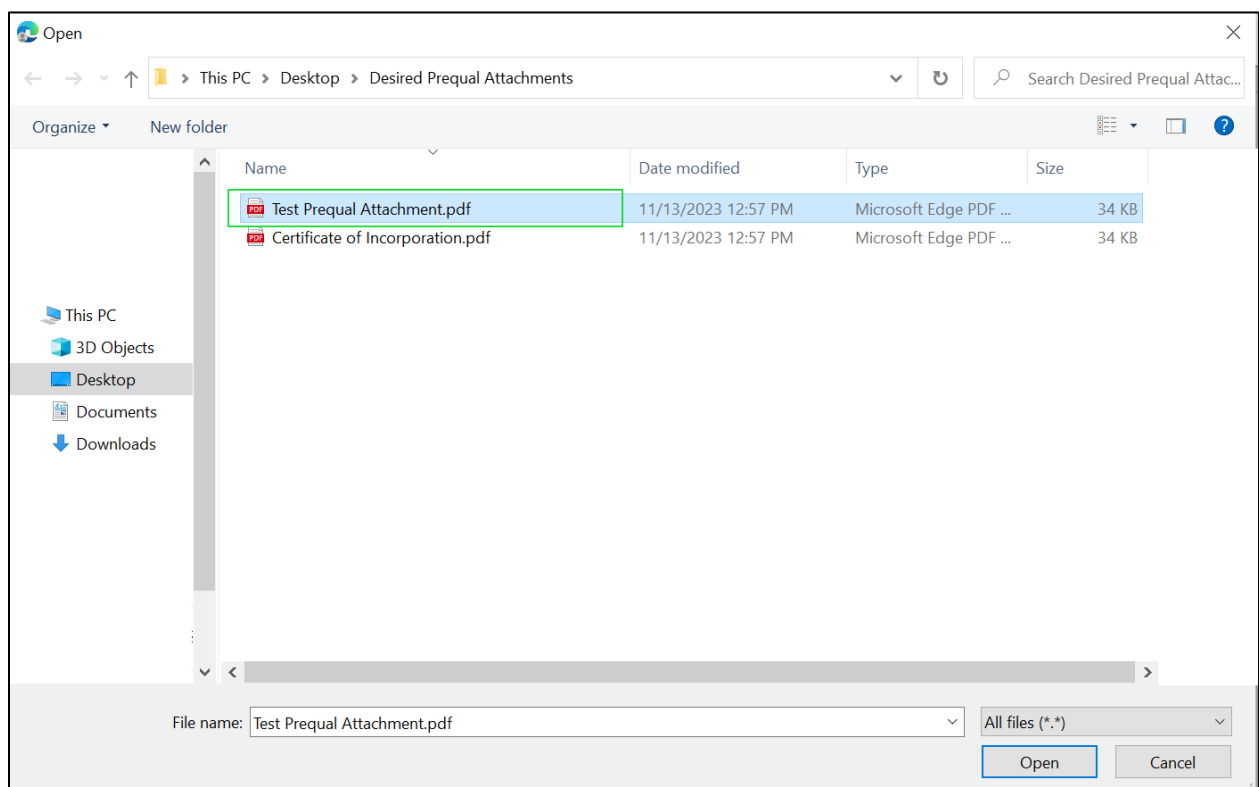 Open
This PC > Desktop > Desired Prequal Attachments
Search Desired Prequal Attac...
Organize
New folder
Name Date modified Type Size
PDF Test Prequal Attachment.pdf 11/13/2023 12:57 PM Microsoft Edge PDF ... 34 KB
PDF Certificate of Incorporation.pdf 11/13/2023 12:57 PM Microsoft Edge PDF ... 34 KB
This PC
3D Objects
Desktop
Documents
Downloads
File name: Test Prequal Attachment.pdf All files (*.*)
Open Cancel